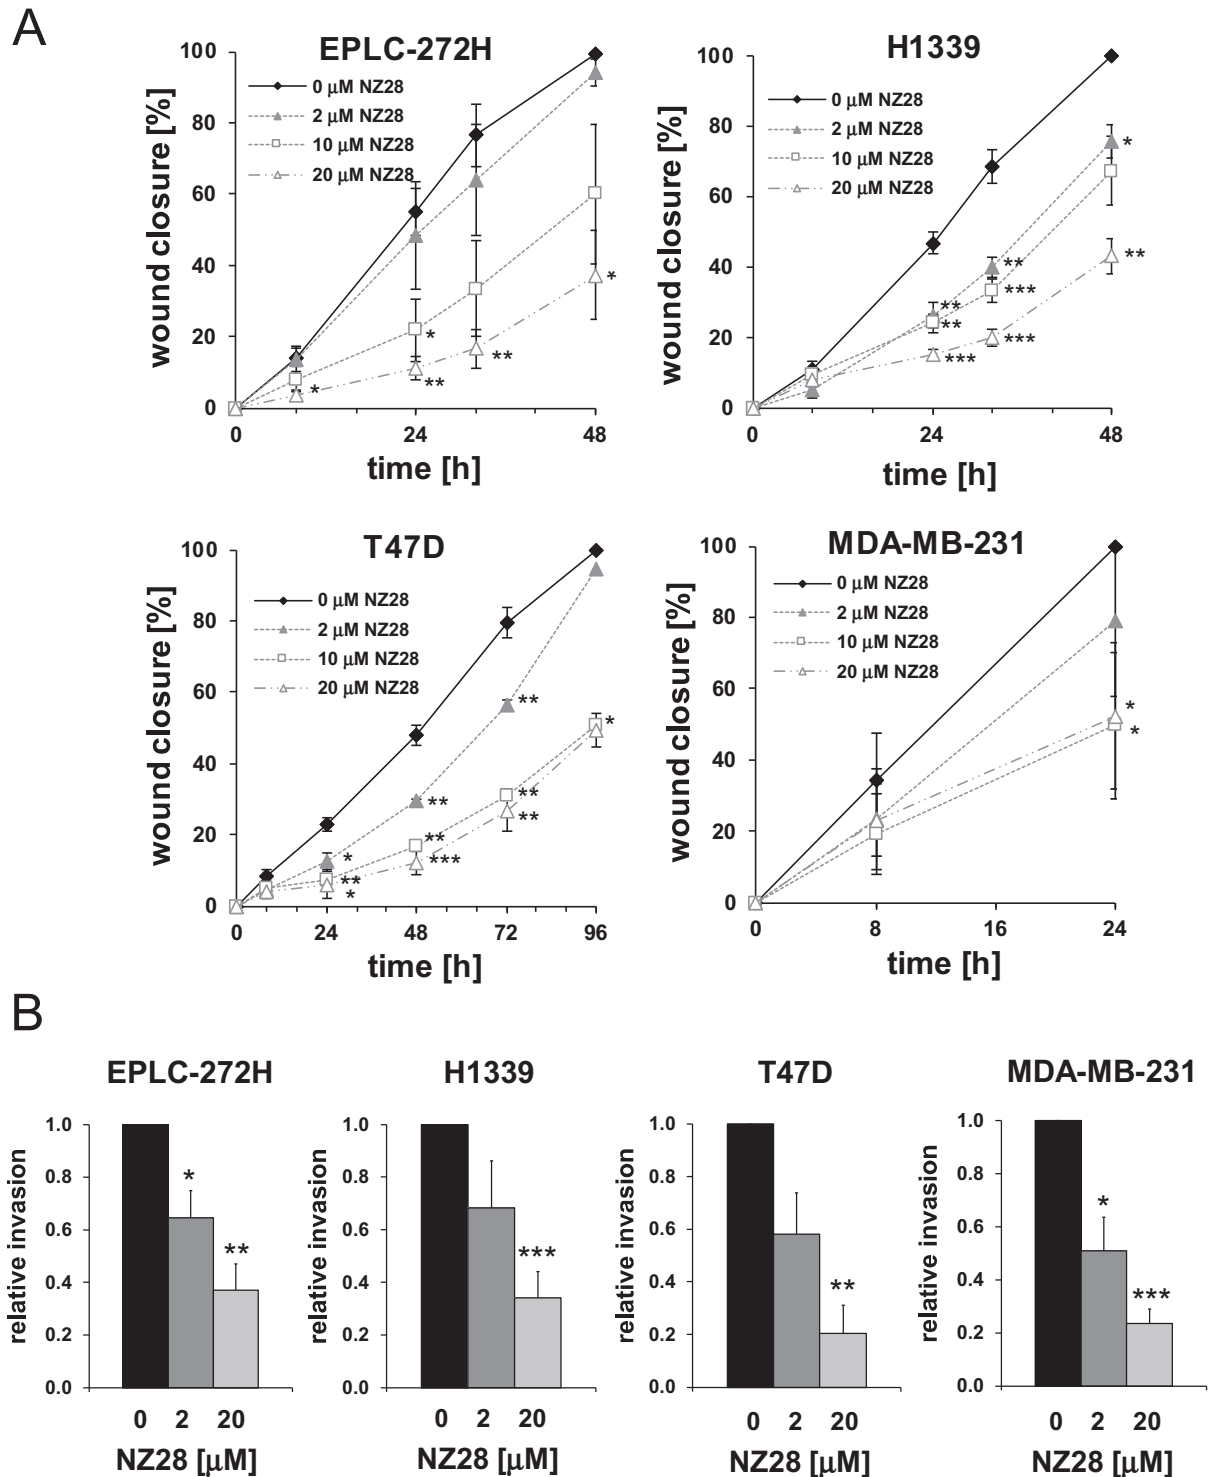 A
EPLC-272H
0 μM NZ28
2 μM NZ28
10 μM NZ28
20 μM NZ28
100
80
60
40
20
0
wound closure [%]
*
*
**
**
*
0 24 48
time [h]
H1339
0 μM NZ28
2 μM NZ28
10 μM NZ28
20 μM NZ28
100
80
60
40
20
0
wound closure [%]
*
**
**
***
**
**
***
***
0 24 48
time [h]
T47D
0 μM NZ28
2 μM NZ28
10 μM NZ28
20 μM NZ28
100
80
60
40
20
0
wound closure [%]
*
**
**
**
**
**
***
*
**
*
0 24 48 72 96
time [h]
MDA-MB-231
0 μM NZ28
2 μM NZ28
10 μM NZ28
20 μM NZ28
100
80
60
40
20
0
wound closure [%]
*
*
0 8 16 24
time [h]
B
EPLC-272H
1.0
0.8
0.6
0.4
0.2
0.0
relative invasion
*
**
0 2 20
NZ28 [μM]
H1339
1.0
0.8
0.6
0.4
0.2
0.0
relative invasion
***
0 2 20
NZ28 [μM]
T47D
1.0
0.8
0.6
0.4
0.2
0.0
relative invasion
**
0 2 20
NZ28 [μM]
MDA-MB-231
1.0
0.8
0.6
0.4
0.2
0.0
relative invasion
*
***
0 2 20
NZ28 [μM]